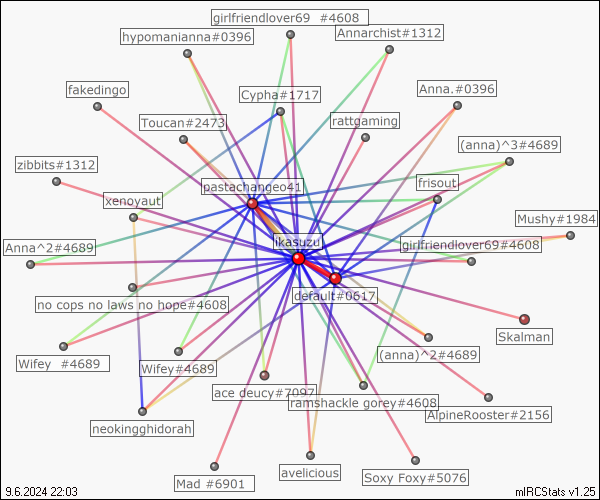 girlfriendlover69 #4608
hypomanianna#0396
Annarchist#1312
fakedingo
Cypha#1717
Anna.#0396
Toucan#2473
rattgaming
(anna)^3#4689
zibbits#1312
pastachangeo41
frisout
xenoyaut
Mushy#1984
Anna^2#4689
likasuzu
girlfriendlover69#4608
no cops no laws no hope#4608
default#0617
Skalman
Wifey #4689
Wifey#4689
(anna)^2#4689
ace deucy#7097
ramshackle gorey#4608
AlpineRooster#2156
neokingghidorah
Mad #6901
avelicious
Soxy Foxy#5076
9.6.2024 22:03
mIRCStats v1.25